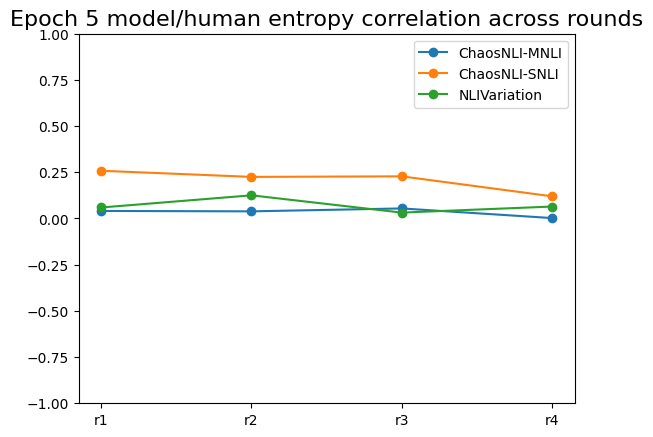 Epoch 5 model/human entropy correlation across rounds
1.00
0.75
0.50
0.25
0.00
−0.25
−0.50
−0.75
−1.00
ChaosNLI-MNLI
ChaosNLI-SNLI
NLIVariation
r1 r2 r3 r4